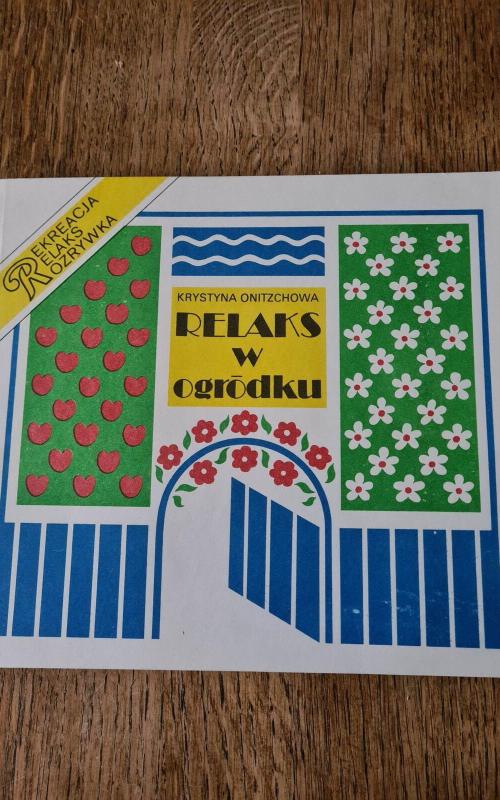 REKREACJA
RELAKS
ROZRYWKA
KRYSTYNA ONITZCHOWA
RELAKS
w
ogródku